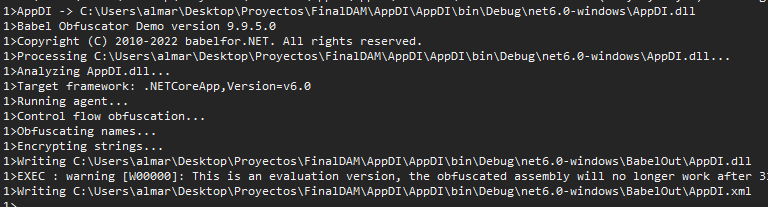 1>AppDI -> C:\Users\almar\Desktop\Proyectos\FinalDAM\AppDI\AppDI\bin\Debug\net6.0-windows\AppDI.dll
1>Babel Obfuscator Demo version 9.9.5.0
1>Copyright (C) 2010-2022 babelfor.NET. All rights reserved.
1>Processing C:\Users\almar\Desktop\Proyectos\FinalDAM\AppDI\AppDI\bin\Debug\net6.0-windows\AppDI.dll...
1>Analyzing AppDI.dll...
1>Target framework: .NETCoreApp,Version=v6.0
1>Running agent...
1>Control flow obfuscation...
1>Obfuscating names...
1>Encrypting strings...
1>Writing C:\Users\almar\Desktop\Proyectos\FinalDAM\AppDI\AppDI\bin\Debug\net6.0-windows\BabelOut\AppDI.dll
1>EXEC : warning [W00000]: This is an evaluation version, the obfuscated assembly will no longer work after
1>Writing C:\Users\almar\Desktop\Proyectos\FinalDAM\AppDI\AppDI\bin\Debug\net6.0-windows\BabelOut\AppDI.xml
1>